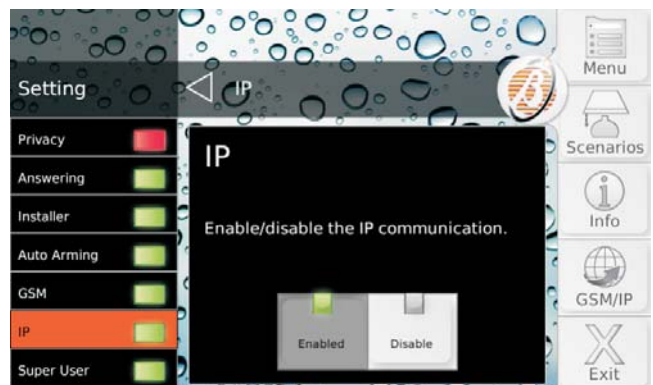 Setting
IP
Privacy
Answering
Installer
Auto Arming
GSM
IP
Super User
IP
Enable/disable the IP communication.
Enabled
Disable
Menu
Scenarios
Info
GSM/IP
Exit